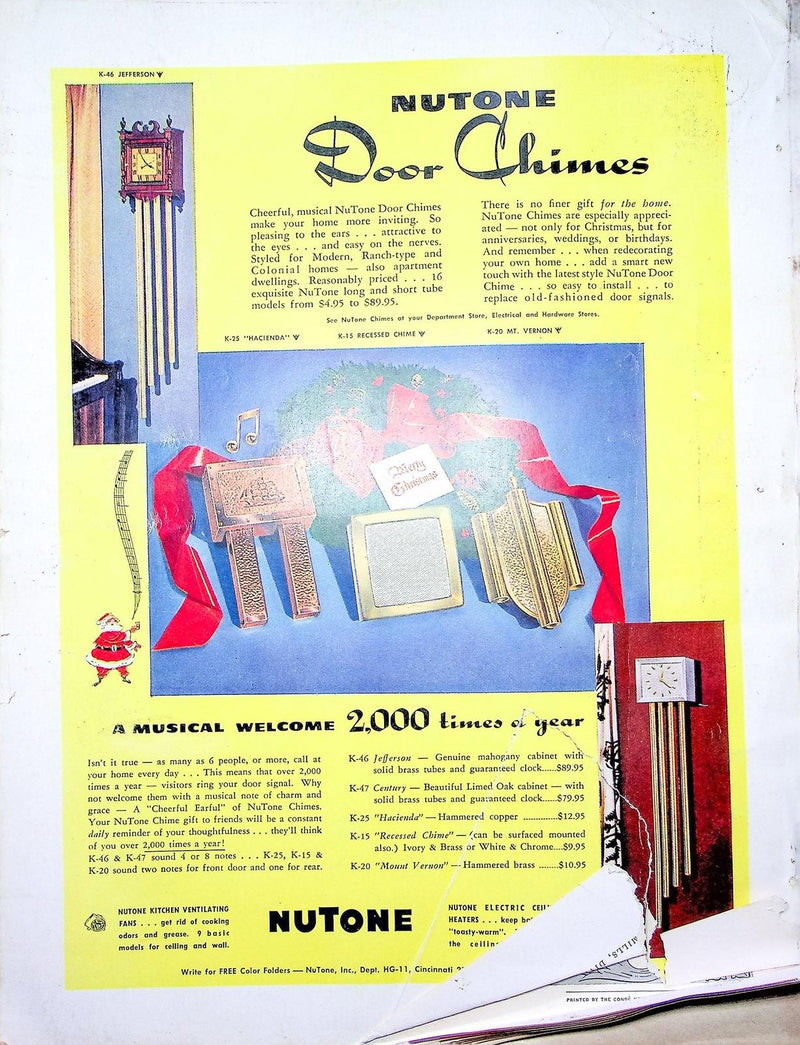 K-46 JEFFERSON
NUTONE
Door Chimes
Cheerful, musical NuTone Door Chimes
make your home more inviting. So
pleasing to the ears . . . attractive to
the eyes . . . and easy on the nerves.
Styled for Modern, Ranch-type and
Colonial homes — also apartment
dwellings. Reasonably priced . . . 16
exquisite NuTone long and short tube
models from $4.95 to $89.95.
There is no finer gift for the home.
NuTone Chimes are especially appreci-
ated — not only for Christmas, but for
anniversaries, weddings, or birthdays.
And remember . . . when redecorating
your own home . . . add a smart new
touch with the latest style NuTone Door
Chime . . . so easy to install . . . to
replace old-fashioned door signals.
See NuTone Chimes at your Department Store, Electrical and Hardware Stores.
K-25 "HACIENDA"
K-15 RECESSED CHIME
K-20 MT. VERNON
Merry
Christmas
A MUSICAL WELCOME 2,000 times a year
Isn't it true — as many as 6 people, or more, call at
your home every day . . . This means that over 2,000
times a year — visitors ring your door signal. Why
not welcome them with a musical note of charm and
grace — A "Cheerful Earful" of NuTone Chimes.
Your NuTone Chime gift to friends will be a constant
daily reminder of your thoughtfulness . . . they'll think
of you over 2,000 times a year!
K-46 & K-47 sound 4 or 8 notes . . . K-25, K-15 &
K-20 sound two notes for front door and one for rear.
K-46 Jefferson — Genuine mahogany cabinet with
solid brass tubes and guaranteed clock......$89.95
K-47 Century — Beautiful Limed Oak cabinet — with
solid brass tubes and guaranteed clock......$79.95
K-25 "Hacienda" — Hammered copper ..............$12.95
K-15 "Recessed Chime" — (can be surface mounted
also.) Ivory & Brass or White & Chrome....$9.95
K-20 "Mount Vernon" — Hammered brass .......$10.95
NUTONE KITCHEN VENTILATING
FANS . . . get rid of cooking
odors and grease. 9 basic
models for ceiling and wall.
NUTONE
NUTONE ELECTRIC
HEATERS . . . keep
"toasty-warm".
the
Write for FREE Color Folders — NuTone, Inc., Dept. HG-11, Cincinnati
MILLS,
PRINTED BY THE